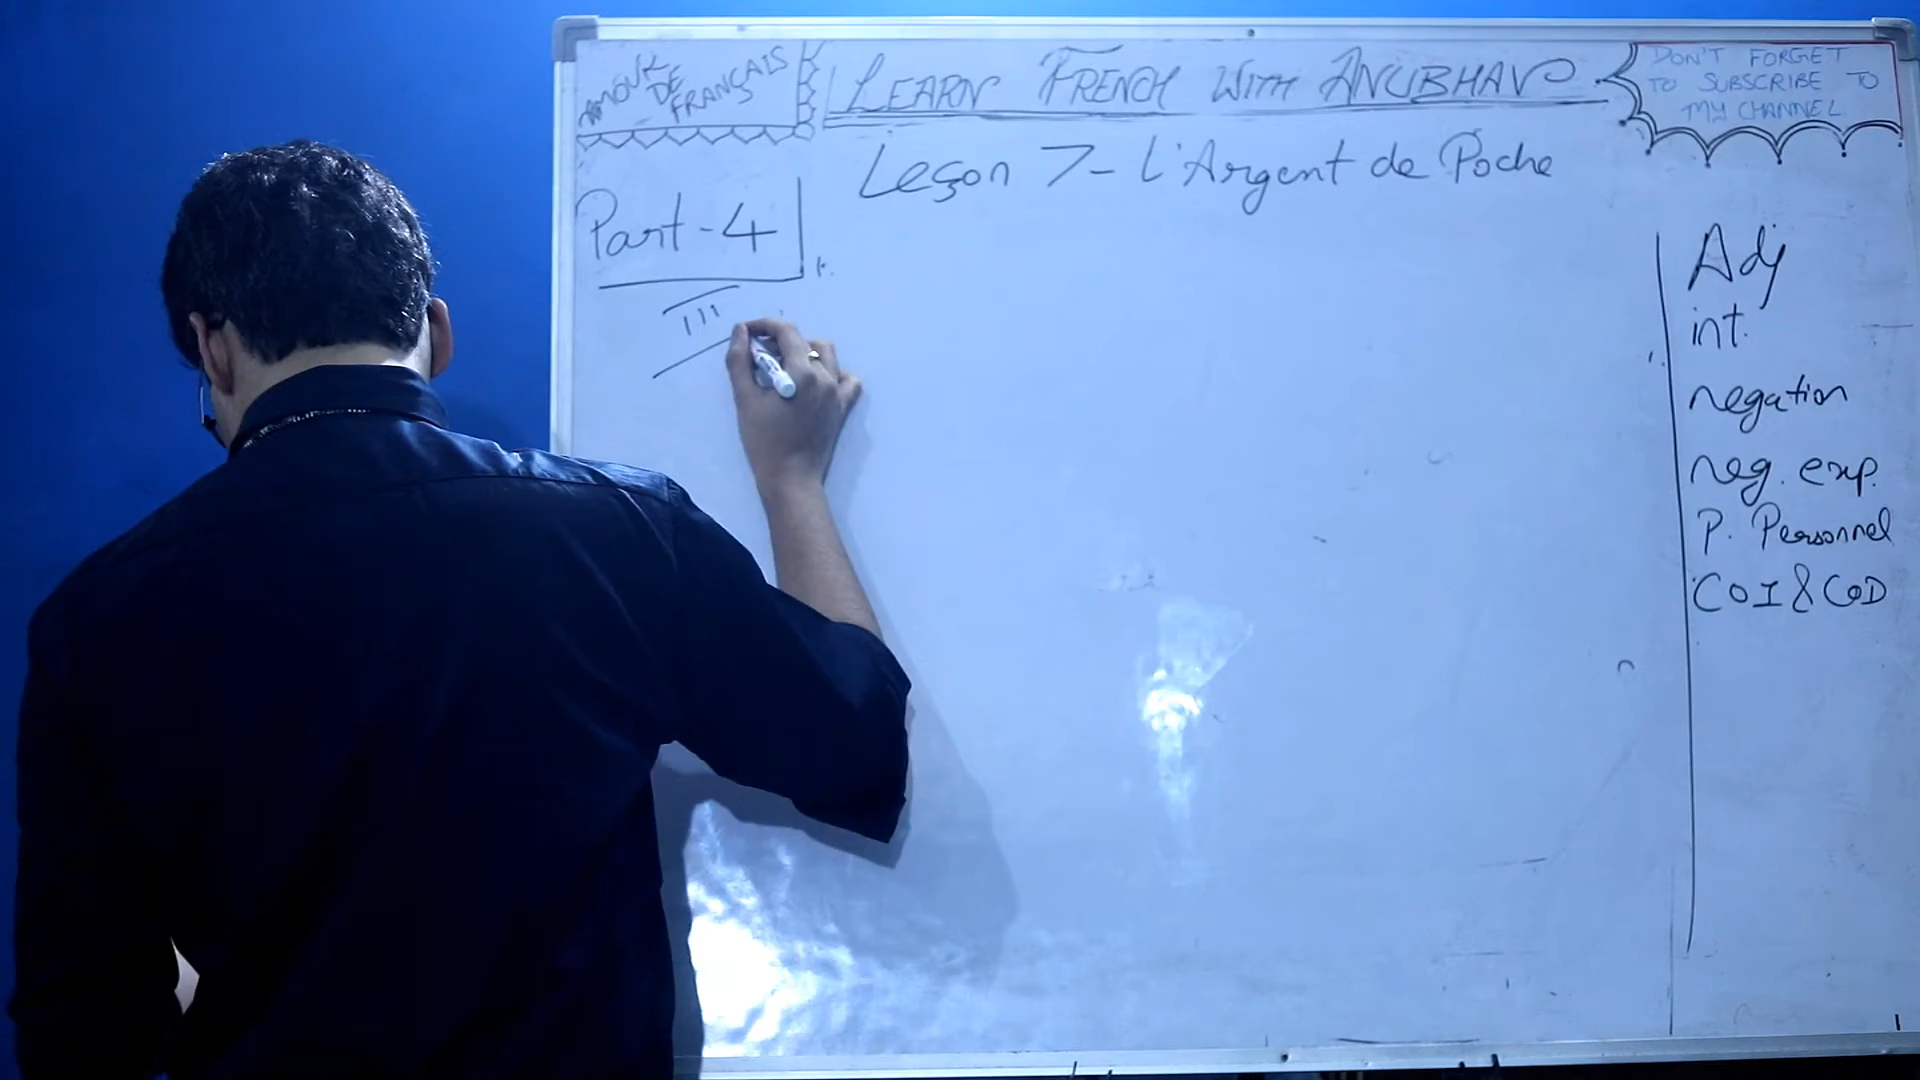 AMOUR
DE
FRANÇAIS
LEARN FRENCH WITH ANUBHAV
DON'T FORGET
TO SUBSCRIBE TO
MY CHANNEL
Leçon 7- L'Argent de Poche
Part-4
III
Adj
int.
negation
neg. exp.
P. Personnel
COI & COD